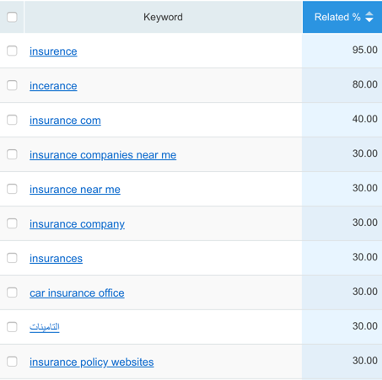 Keyword Related %
insurence 95.00
incerance 80.00
insurance com 40.00
insurance companies near me 30.00
insurance near me 30.00
insurance company 30.00
insurances 30.00
car insurance office 30.00
التامينات 30.00
insurance policy websites 30.00